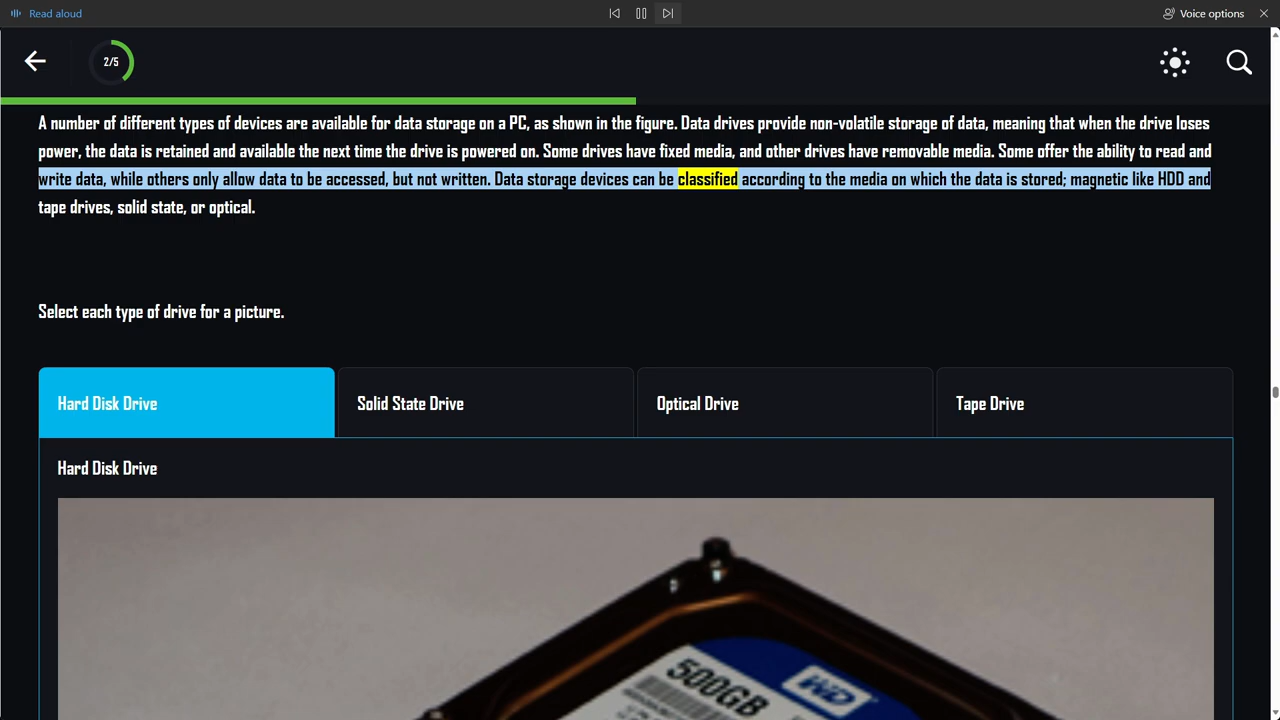 Read aloud
Voice options
2/5
A number of different types of devices are available for data storage on a PC, as shown in the figure. Data drives provide non-volatile storage of data, meaning that when the drive loses
power, the data is retained and available the next time the drive is powered on. Some drives have fixed media, and other drives have removable media. Some offer the ability to read and
write data, while others only allow data to be accessed, but not written. Data storage devices can be classified according to the media on which the data is stored; magnetic like HDD and
tape drives, solid state, or optical.
Select each type of drive for a picture.
Hard Disk Drive
Solid State Drive
Optical Drive
Tape Drive
Hard Disk Drive
500GB
WD